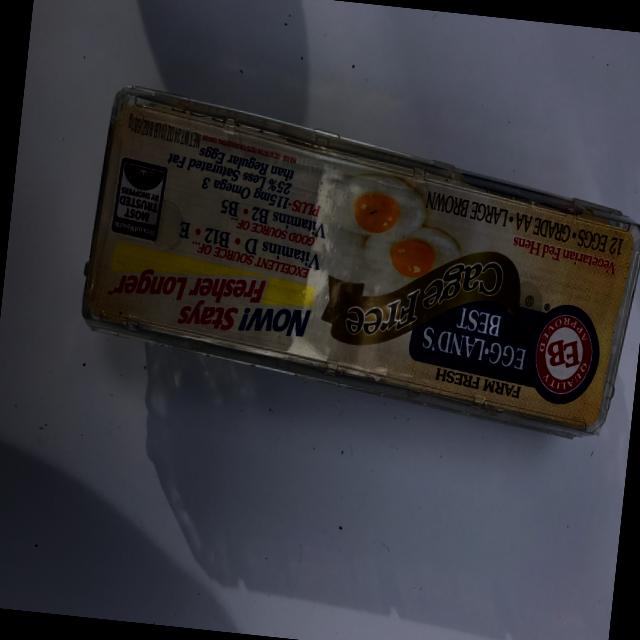 FARM FRESH
EGG·LAND'S
BEST
EB
QUALITY
Cage Free
Vegetarian Fed Hens
12 EGGS • GRADE AA • LARGE BROWN
NOW! Stays
Fresher Longer
EXCELLENT SOURCE OF...
Vitamins D • B12 • E
GOOD SOURCE OF
Vitamins B2 • B5
PLUS • 115mg Omega 3
25% Less Saturated Fat
than Regular Eggs
MOST
TRUSTED